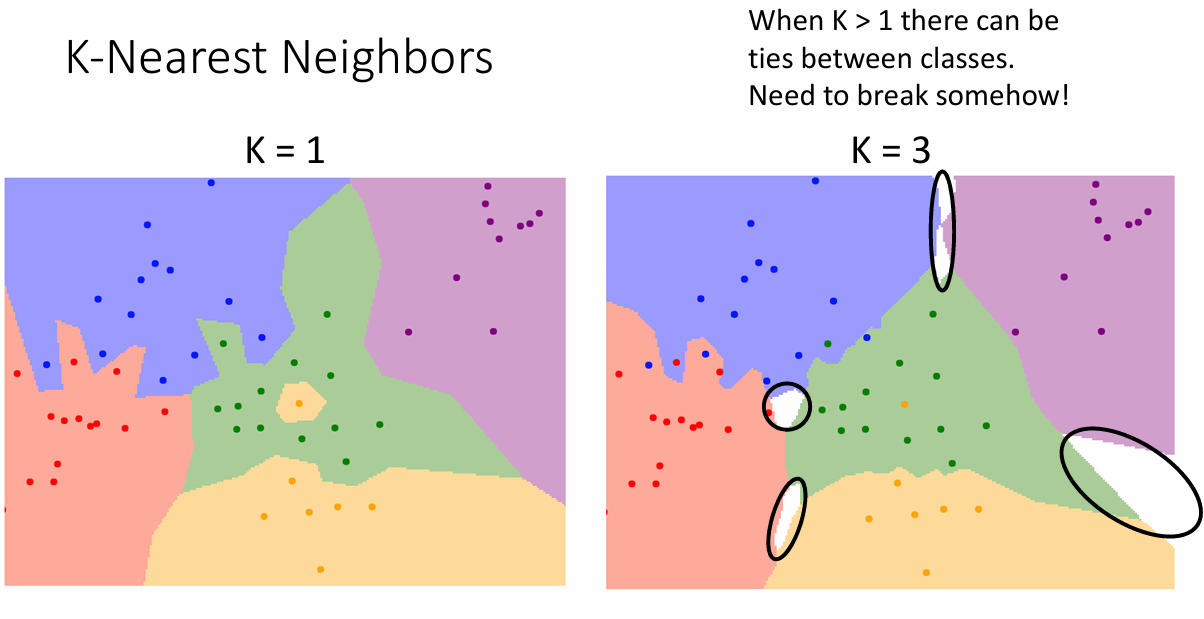 K-Nearest Neighbors
When K > 1 there can be
ties between classes.
Need to break somehow!
K = 1
K = 3